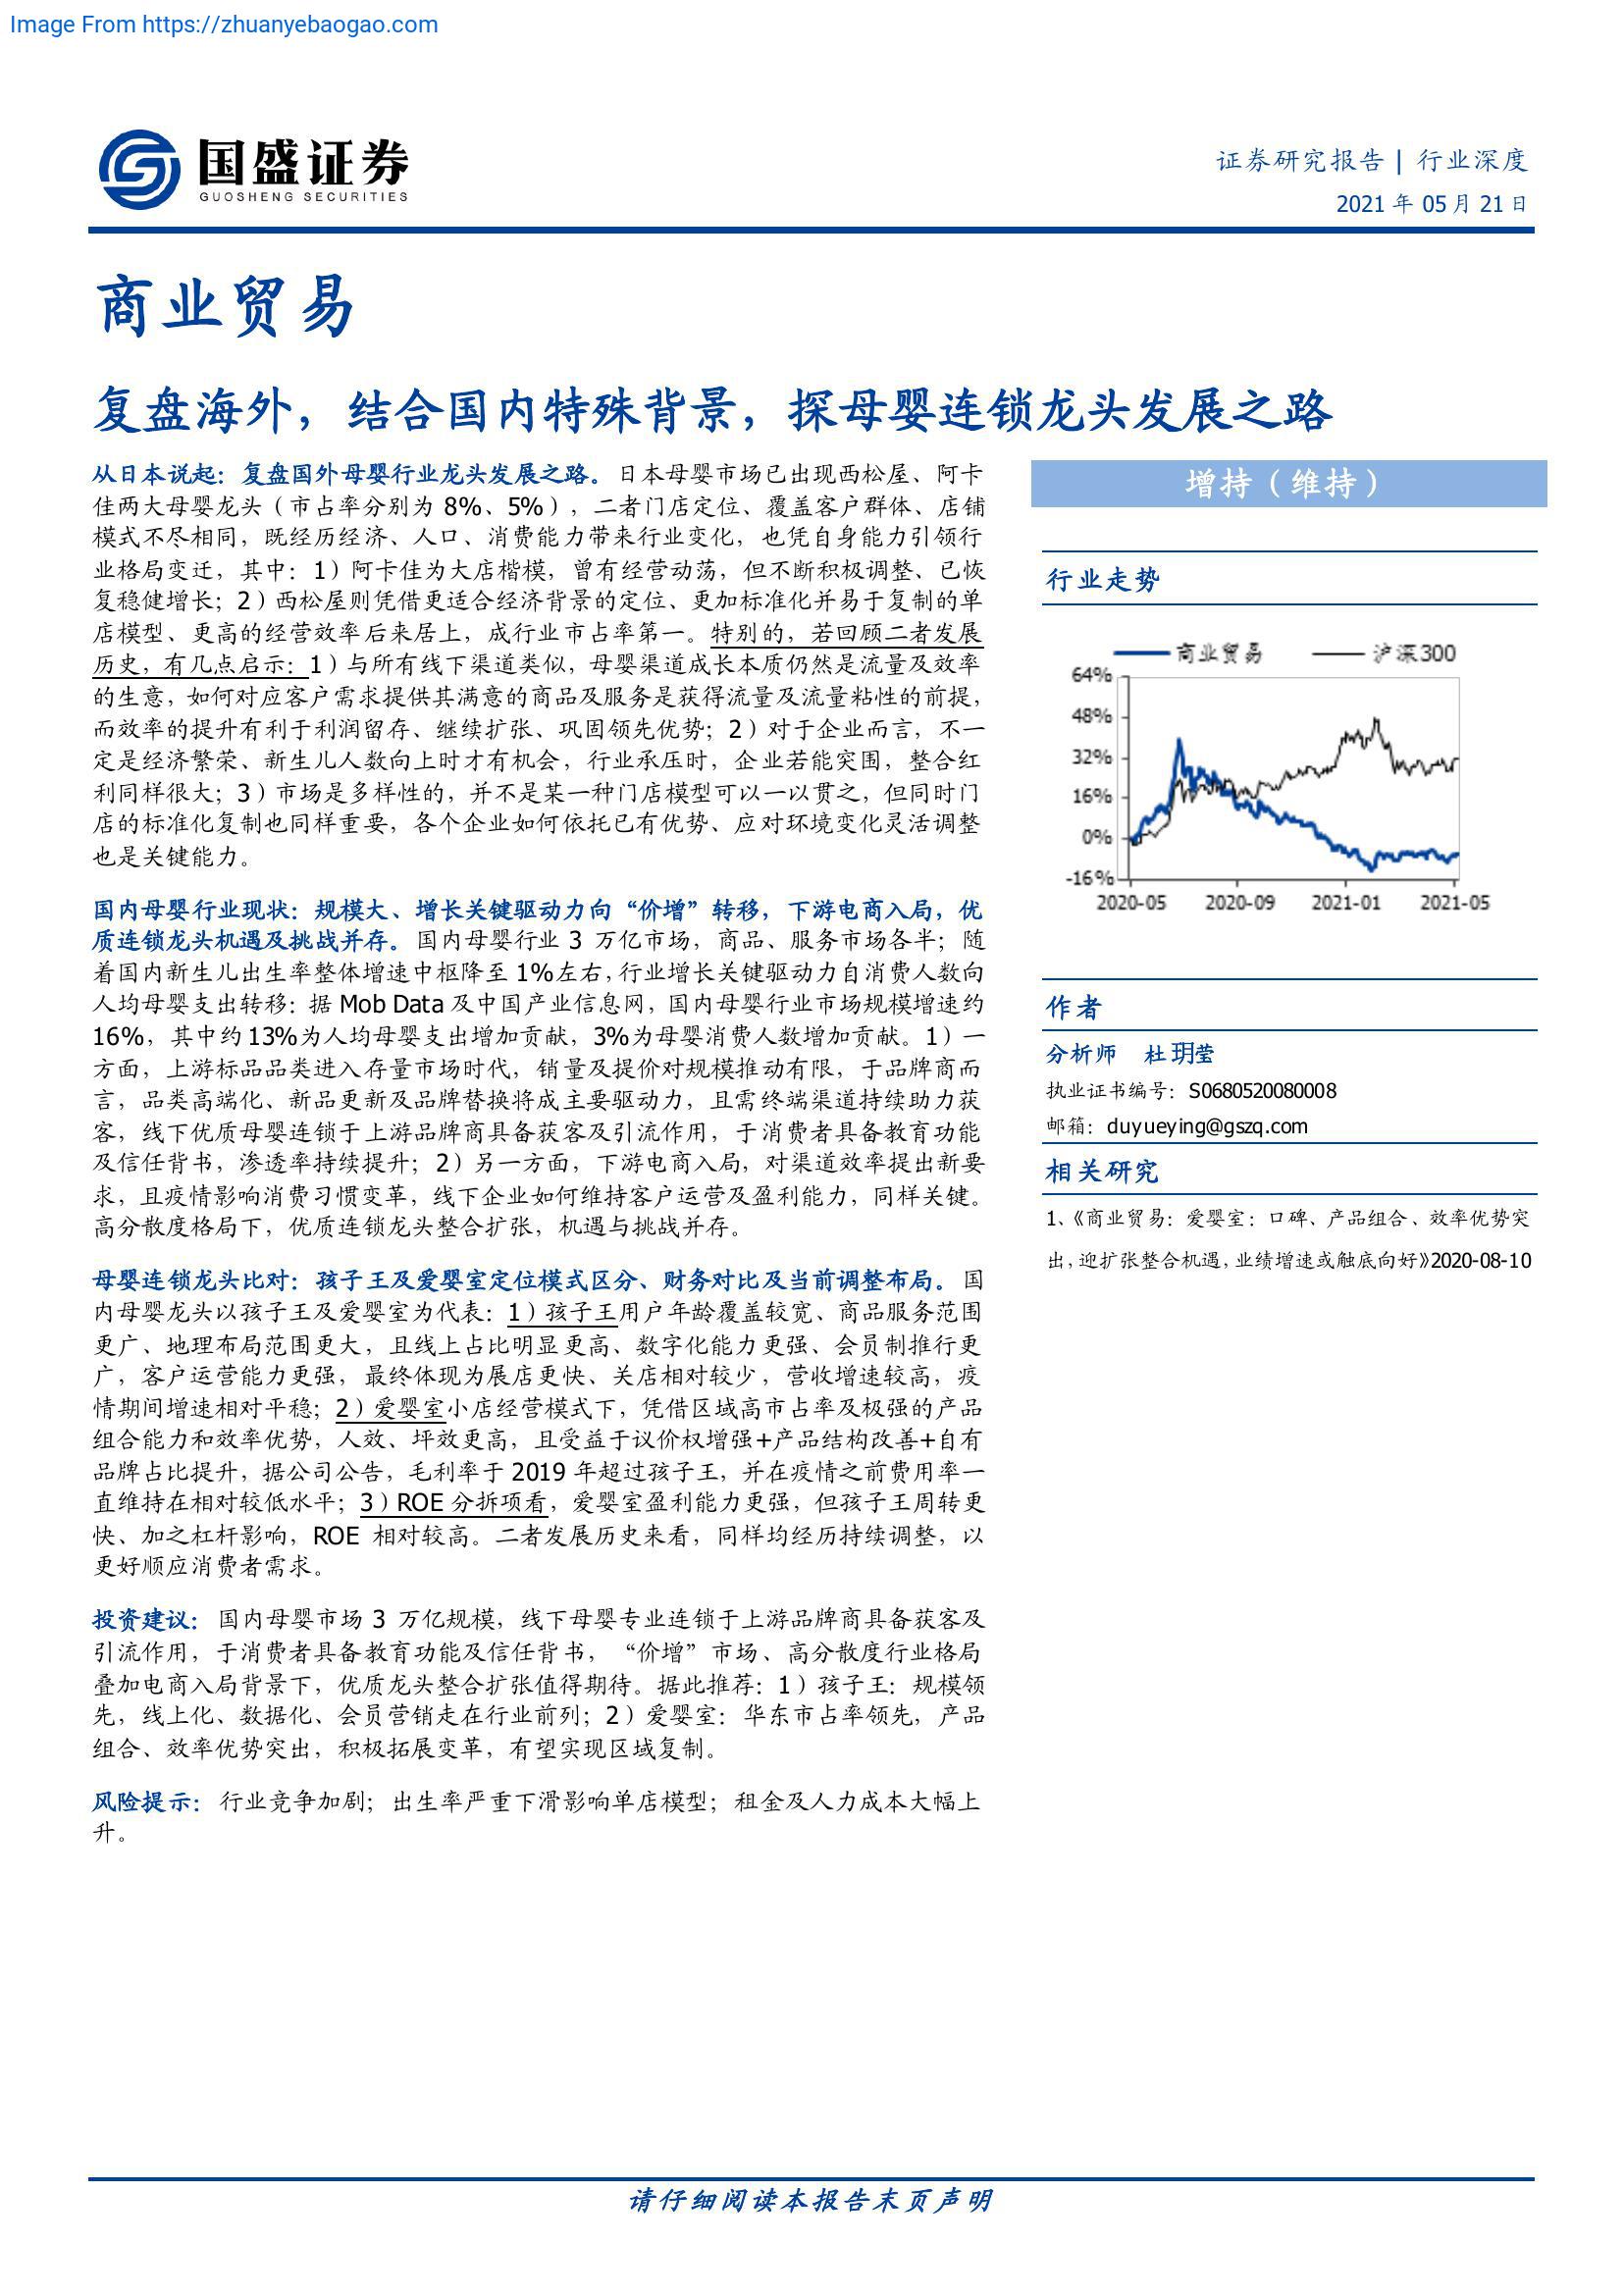 Image From https://zhuanyebaogao.com
国盛证券
GUOSHENG SECURITIES
证券研究报告 | 行业深度
2021 年 05 月 21 日
商业贸易
复盘海外，结合国内特殊背景，探母婴连锁龙头发展之路
从日本说起：复盘国外母婴行业龙头发展之路。日本母婴市场已出现西松屋、阿卡
佳两大母婴龙头（市占率分别为 8%、5%），二者门店定位、覆盖客户群体、店铺
模式不尽相同，既经历经济、人口、消费能力带来行业变化，也凭自身能力引领行
业格局变迁，其中：1）阿卡佳为大店楷模，曾有经营动荡，但不断积极调整、已恢
复稳健增长；2）西松屋则凭借更适合经济背景的定位、更加标准化并易于复制的单
店模型、更高的经营效率后来居上，成行业市占率第一。特别的，若回顾二者发展
历史，有几点启示：1）与所有线下渠道类似，母婴渠道成长本质仍然是流量及效率
的生意，如何对应客户需求提供其满意的商品及服务是获得流量及流量粘性的前提，
而效率的提升有利于利润留存、继续扩张、巩固领先优势；2）对于企业而言，不一
定是经济繁荣、新生儿人数向上时才有机会，行业承压时，企业若能突围，整合红
利同样很大；3）市场是多样性的，并不是某一种门店模型可以一以贯之，但同时门
店的标准化复制也同样重要，各个企业如何依托已有优势、应对环境变化灵活调整
也是关键能力。
国内母婴行业现状：规模大、增长关键驱动力向“价增”转移，下游电商入局，优
质连锁龙头机遇及挑战并存。国内母婴行业 3 万亿市场，商品、服务市场各半；随
着国内新生儿出生率整体增速中枢降至 1%左右，行业增长关键驱动力自消费人数向
人均母婴支出转移：据 Mob Data 及中国产业信息网，国内母婴行业市场规模增速约
16%，其中约 13%为人均母婴支出增加贡献，3%为母婴消费人数增加贡献。1）一
方面，上游标品品类进入存量市场时代，销量及提价对规模推动有限，于品牌商而
言，品类高端化、新品更新及品牌替换将成主要驱动力，且需终端渠道持续助力获
客，线下优质母婴连锁于上游品牌商具备获客及引流作用，于消费者具备教育功能
及信任背书，渗透率持续提升；2）另一方面，下游电商入局，对渠道效率提出新要
求，且疫情影响消费习惯变革，线下企业如何维持客户运营及盈利能力，同样关键。
高分散度格局下，优质连锁龙头整合扩张，机遇与挑战并存。
母婴连锁龙头比对：孩子王及爱婴室定位模式区分、财务对比及当前调整布局。国
内母婴龙头以孩子王及爱婴室为代表：1）孩子王用户年龄覆盖较宽、商品服务范围
更广、地理布局范围更大，且线上占比明显更高、数字化能力更强、会员制推行更
广，客户运营能力更强，最终体现为展店更快、关店相对较少，营收增速较高，疫
情期间增速相对平稳；2）爱婴室小店经营模式下，凭借区域高市占率及极强的产品
组合能力和效率优势，人效、坪效更高，且受益于议价权增强+产品结构改善+自有
品牌占比提升，据公司公告，毛利率于 2019 年超过孩子王，并在疫情之前费用率一
直维持在相对较低水平；3）ROE 分拆项看，爱婴室盈利能力更强，但孩子王周转更
快、加之杠杆影响，ROE 相对较高。二者发展历史来看，同样均经历持续调整，以
更好顺应消费者需求。
投资建议：国内母婴市场 3 万亿规模，线下母婴专业连锁于上游品牌商具备获客及
引流作用，于消费者具备教育功能及信任背书，“价增”市场、高分散度行业格局
叠加电商入局背景下，优质龙头整合扩张值得期待。据此推荐：1）孩子王：规模领
先，线上化、数据化、会员营销走在行业前列；2）爱婴室：华东市占率领先，产品
组合、效率优势突出，积极拓展变革，有望实现区域复制。
风险提示：行业竞争加剧；出生率严重下滑影响单店模型；租金及人力成本大幅上
升。
增持（维持）
行业走势
商业贸易 沪深300
64%
48%
32%
16%
0%
-16%
2020-05 2020-09 2021-01 2021-05
作者
分析师 杜玥莹
执业证书编号：S0680520080008
邮箱：duyueying@gszq.com
相关研究
1、《商业贸易：爱婴室：口碑、产品组合、效率优势突
出，迎扩张整合机遇，业绩增速或触底向好》2020-08-10
请仔细阅读本报告末页声明